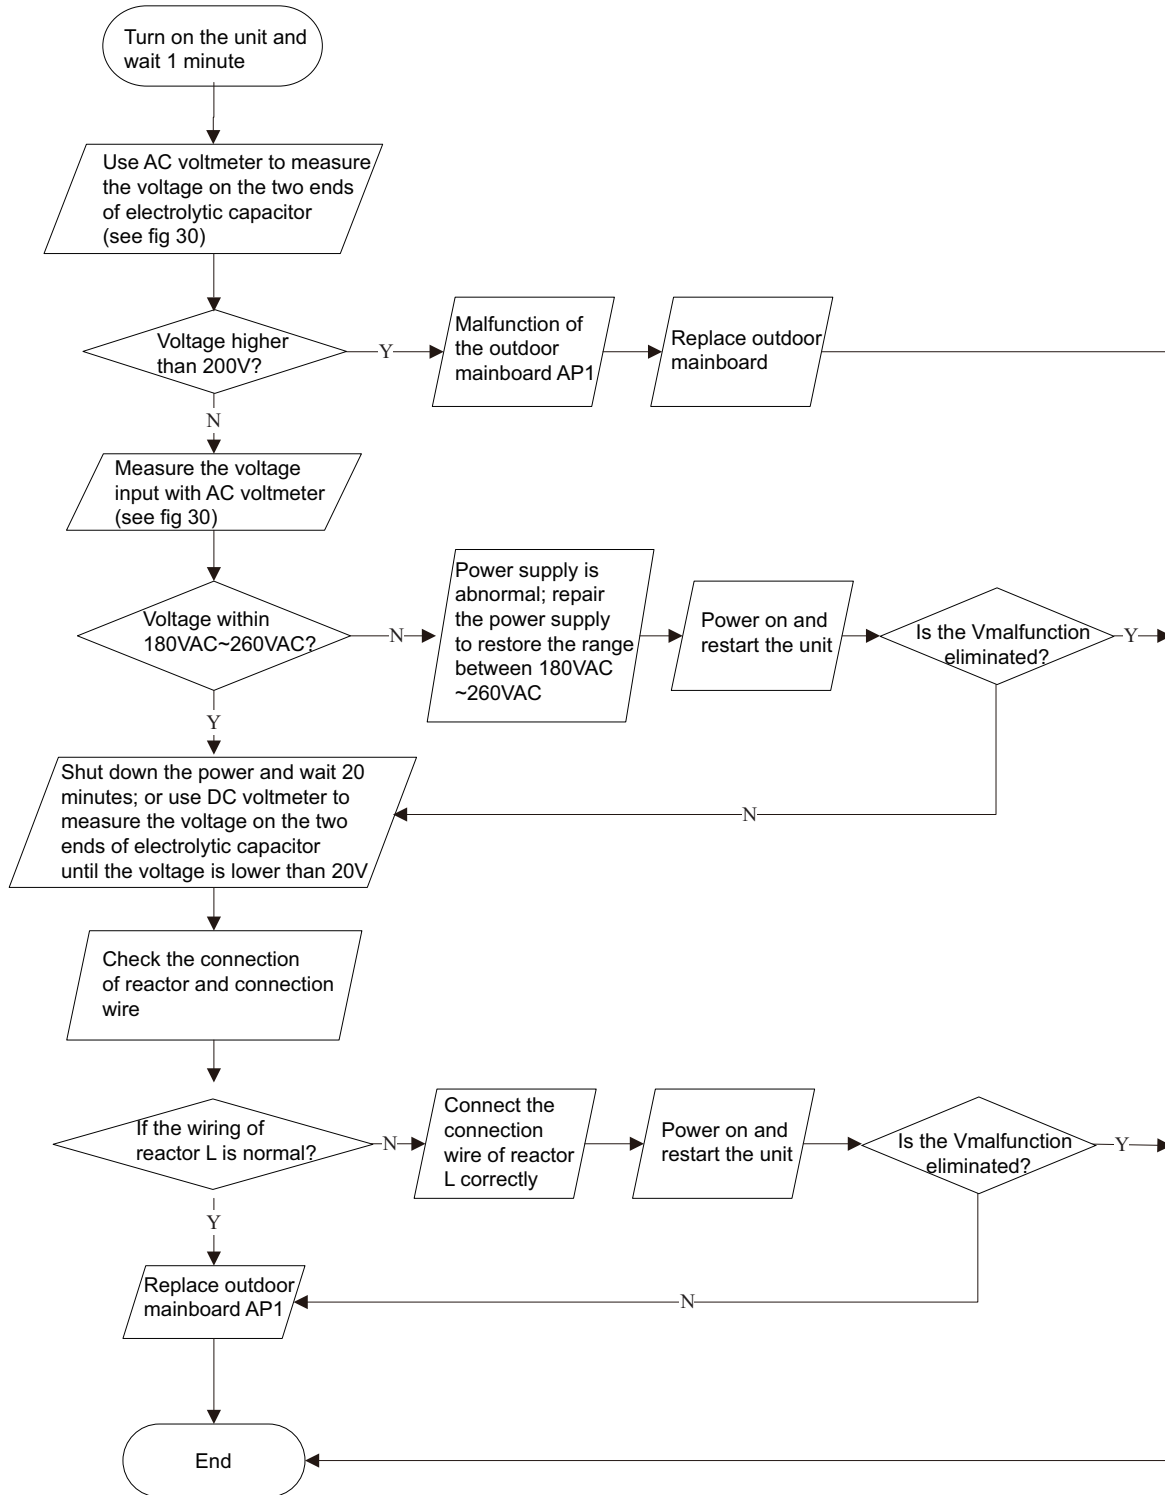 Turn on the unit and
wait 1 minute
Use AC voltmeter to measure
the voltage on the two ends
of electrolytic capacitor
(see fig 30)
Voltage higher
than 200V?
Y
Malfunction of
the outdoor
mainboard AP1
Replace outdoor
mainboard
N
Measure the voltage
input with AC voltmeter
(see fig 30)
Voltage within
180VAC~260VAC?
N
Power supply is
abnormal; repair
the power supply
to restore the range
between 180VAC
~260VAC
Power on and
restart the unit
Is the Vmalfunction
eliminated?
Y
Y
N
Shut down the power and wait 20
minutes; or use DC voltmeter to
measure the voltage on the two
ends of electrolytic capacitor
until the voltage is lower than 20V
Check the connection
of reactor and connection
wire
If the wiring of
reactor L is normal?
N
Connect the
connection
wire of reactor
L correctly
Power on and
restart the unit
Is the Vmalfunction
eliminated?
Y
Y
N
Replace outdoor
mainboard AP1
End